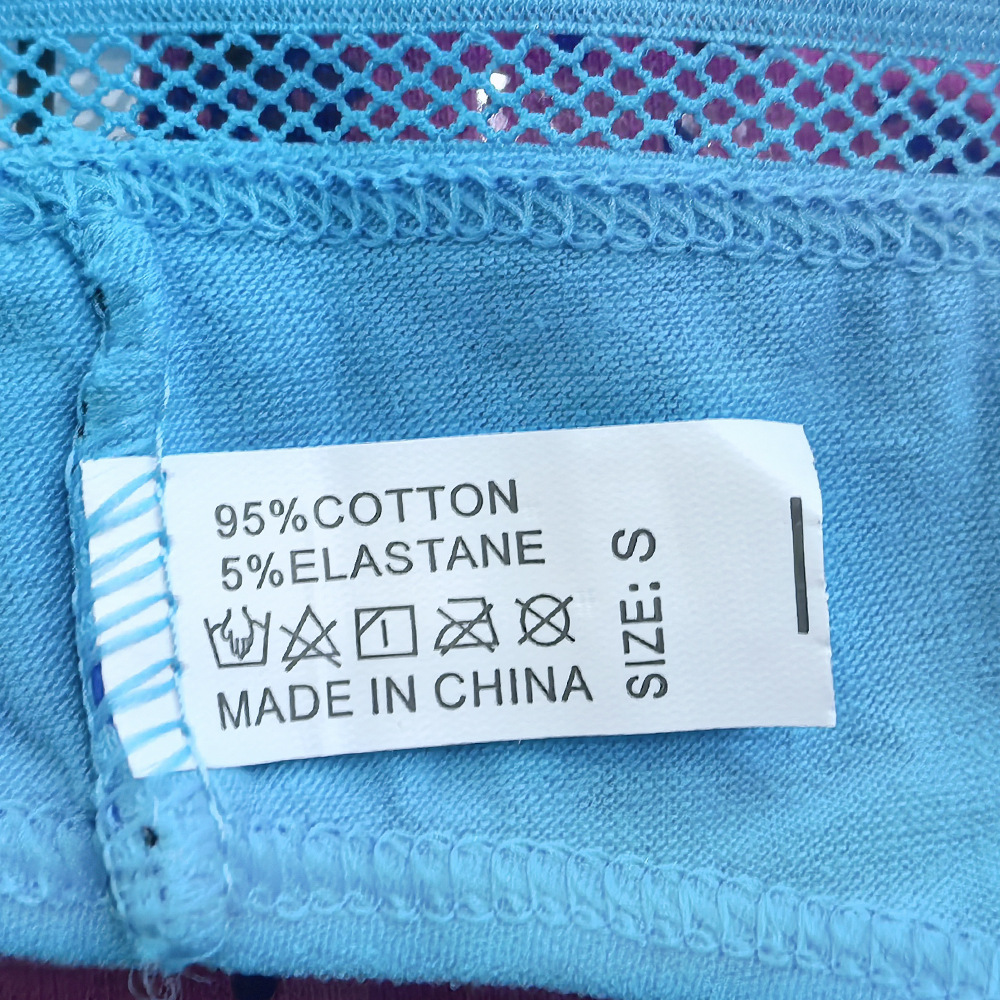 95%COTTON
5%ELASTANE
MADE IN CHINA
SIZE: S